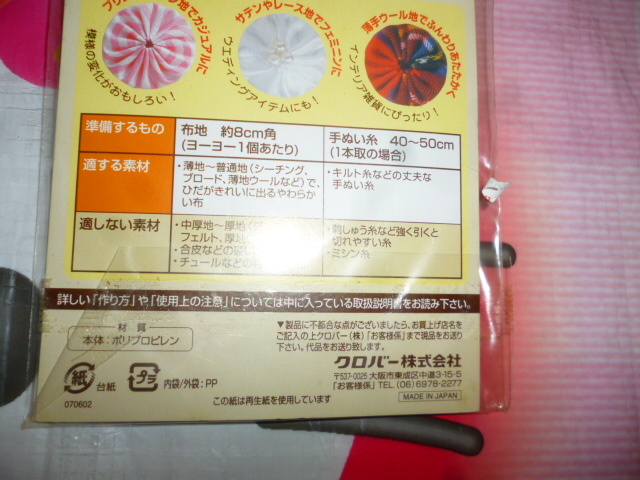 地でカジュアルに
模様の変化がおもしろい!
サテンやレース地でフェミニンに
ウエディングアイテムにも!
薄手ウール地でふんわりあたたかく
インテリア雑貨にぴったり!
準備するもの
布地 約8cm角
(ヨーヨー1個あたり)
手ぬい糸 40〜50cm
(1本取の場合)
適する素材
・薄地〜普通地(シーチング、
ブロード、薄地ウールなど)で、
ひだがきれいに出るやわらか
い布
・キルト糸などの丈夫な
手ぬい糸
適しない素材
・中厚地〜厚地
フェルト、厚地
・合皮などの
・チュールなどの
・刺しゅう糸など強く引くと
切れやすい糸
・ミシン糸
詳しい「作り方」や「使用上の注意」については中に入っている取扱説明書をお読み下さい。
材質
本体:ポリプロピレン
▼製品に不都合な点がございましたら、お買上げ店名を
ご記入の上クロバー(株)「お客様係」まで現品をお送り
下さい。代品をお送り致します。
クロバー株式会社
〒537-0025 大阪市東成区中道3-15-5
「お客様係」TEL(06)6978-2277
紙 台紙
プラ 内袋/外袋:PP
070602
この紙は再生紙を使用しています
MADE IN JAPAN